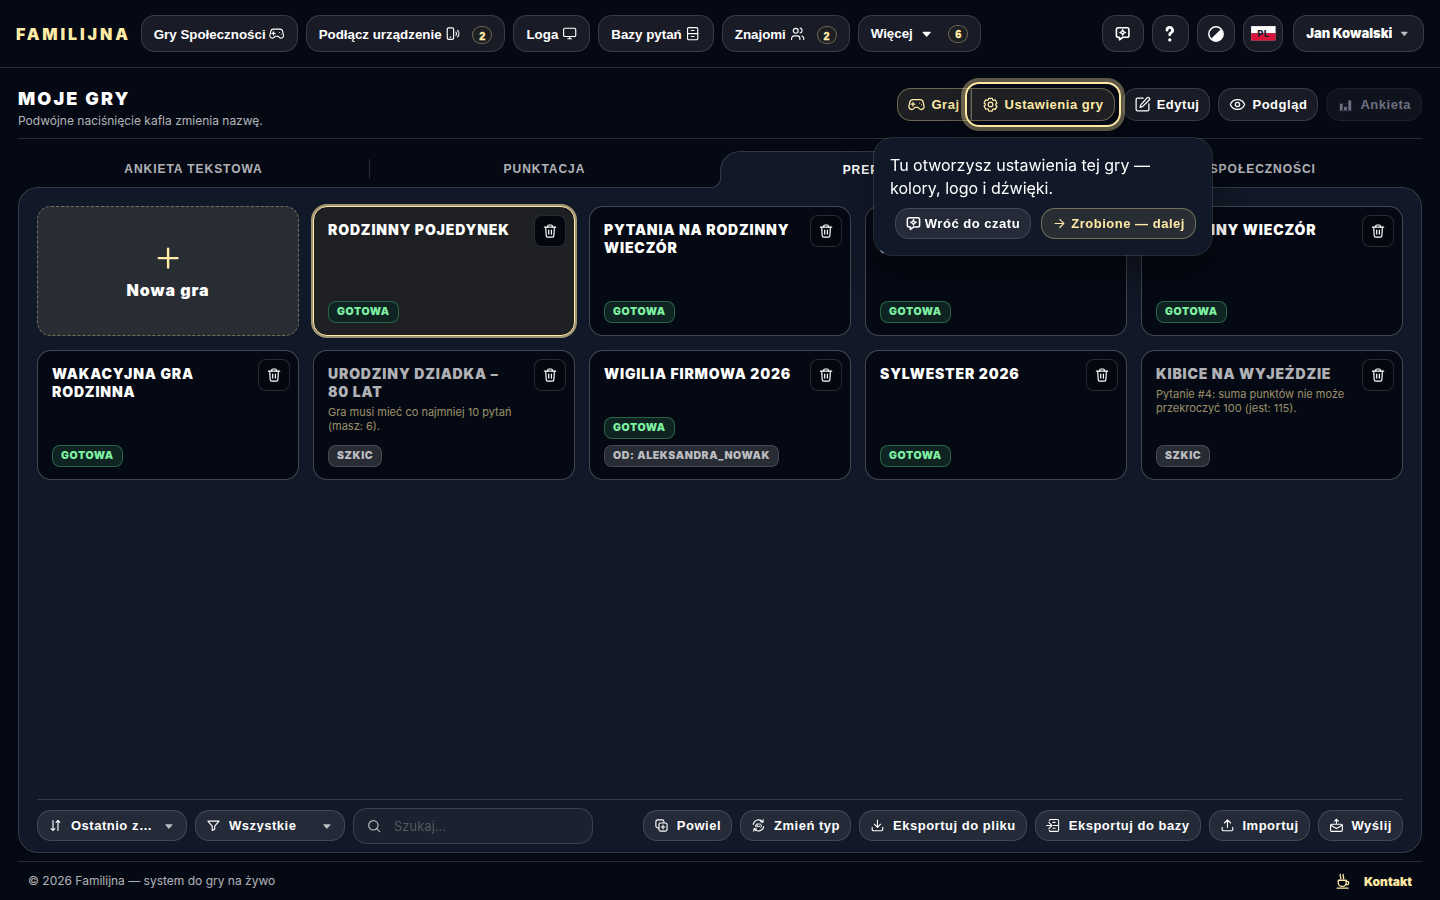 FAMILIJNA
Gry Społeczności
Podłącz urządzenie 2
Loga
Bazy pytań
Znajomi 2
Więcej 6
PL
Jan Kowalski
MOJE GRY
Podwójne naciśnięcie kafla zmienia nazwę.
Graj
Ustawienia gry
Edytuj
Podgląd
Ankieta
Tu otworzysz ustawienia tej gry —
kolory, logo i dźwięki.
Wróć do czatu
Zrobione — dalej
ANKIETA TEKSTOWA
PUNKTACJA
SPOŁECZNOŚCI
Nowa gra
RODZINNY POJEDYNEK
GOTOWA
PYTANIA NA RODZINNY
WIECZÓR
GOTOWA
GOTOWA
WIECZÓR
GOTOWA
WAKACYJNA GRA
RODZINNA
GOTOWA
URODZINY DZIADKA –
80 LAT
Gra musi mieć co najmniej 10 pytań
(masz: 6).
SZKIC
WIGILIA FIRMOWA 2026
GOTOWA
OD: ALEKSANDRA_NOWAK
SYLWESTER 2026
GOTOWA
KIBICE NA WYJEŹDZIE
Pytanie #4: suma punktów nie może
przekroczyć 100 (jest: 115).
SZKIC
Ostatnio z...
Wszystkie
Szukaj...
Powiel
Zmień typ
Eksportuj do pliku
Eksportuj do bazy
Importuj
Wyślij
© 2026 Familijna — system do gry na żywo
Kontakt